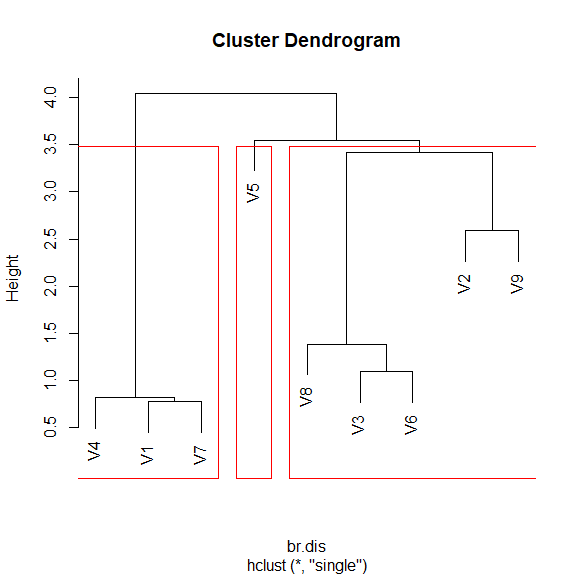 Cluster Dendrogram
Height
4.0
3.5
3.0
2.5
2.0
1.5
1.0
0.5
V4
V1
V7
V5
V8
V3
V6
V2
V9
br.dis
hclust (*, "single")